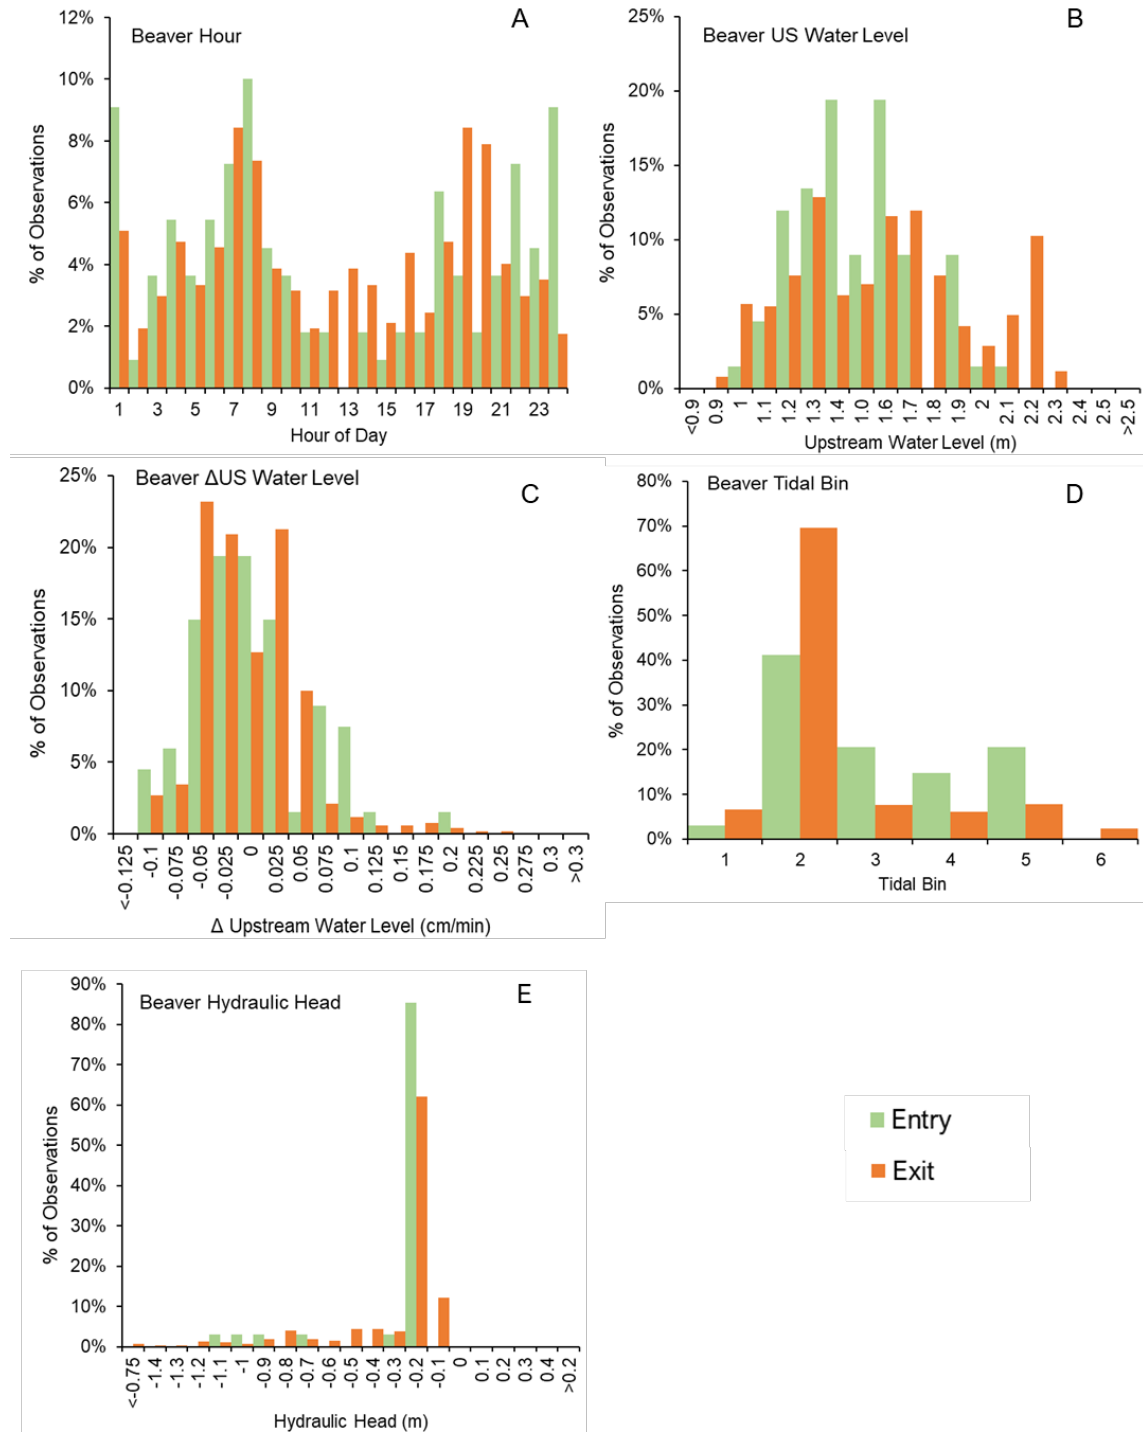 A
Beaver Hour
12%
10%
8%
6%
4%
2%
0%
% of Observations
1 3 5 7 9 11 13 15 17 19 21 23
Hour of Day
B
Beaver US Water Level
25%
20%
15%
10%
5%
0%
% of Observations
<0.9 0.9 1 1.1 1.2 1.3 1.4 1.0 1.6 1.7 1.8 1.9 2 2.1 2.2 2.3 2.4 2.5 >2.5
Upstream Water Level (m)
C
Beaver ΔUS Water Level
25%
20%
15%
10%
5%
0%
% of Observations
<-0.125 -0.1 -0.075 -0.05 -0.025 0 0.025 0.05 0.075 0.1 0.125 0.15 0.175 0.2 0.225 0.25 0.275 0.3 >0.3
Δ Upstream Water Level (cm/min)
D
Beaver Tidal Bin
80%
70%
60%
50%
40%
30%
20%
10%
0%
% of Observations
1 2 3 4 5 6
Tidal Bin
E
Beaver Hydraulic Head
90%
80%
70%
60%
50%
40%
30%
20%
10%
0%
% of Observations
<-0.75 -1.4 -1.3 -1.2 -1.1 -1 -0.9 -0.8 -0.7 -0.6 -0.5 -0.4 -0.3 -0.2 -0.1 0 0.1 0.2 0.3 0.4 >0.2
Hydraulic Head (m)
Entry
Exit